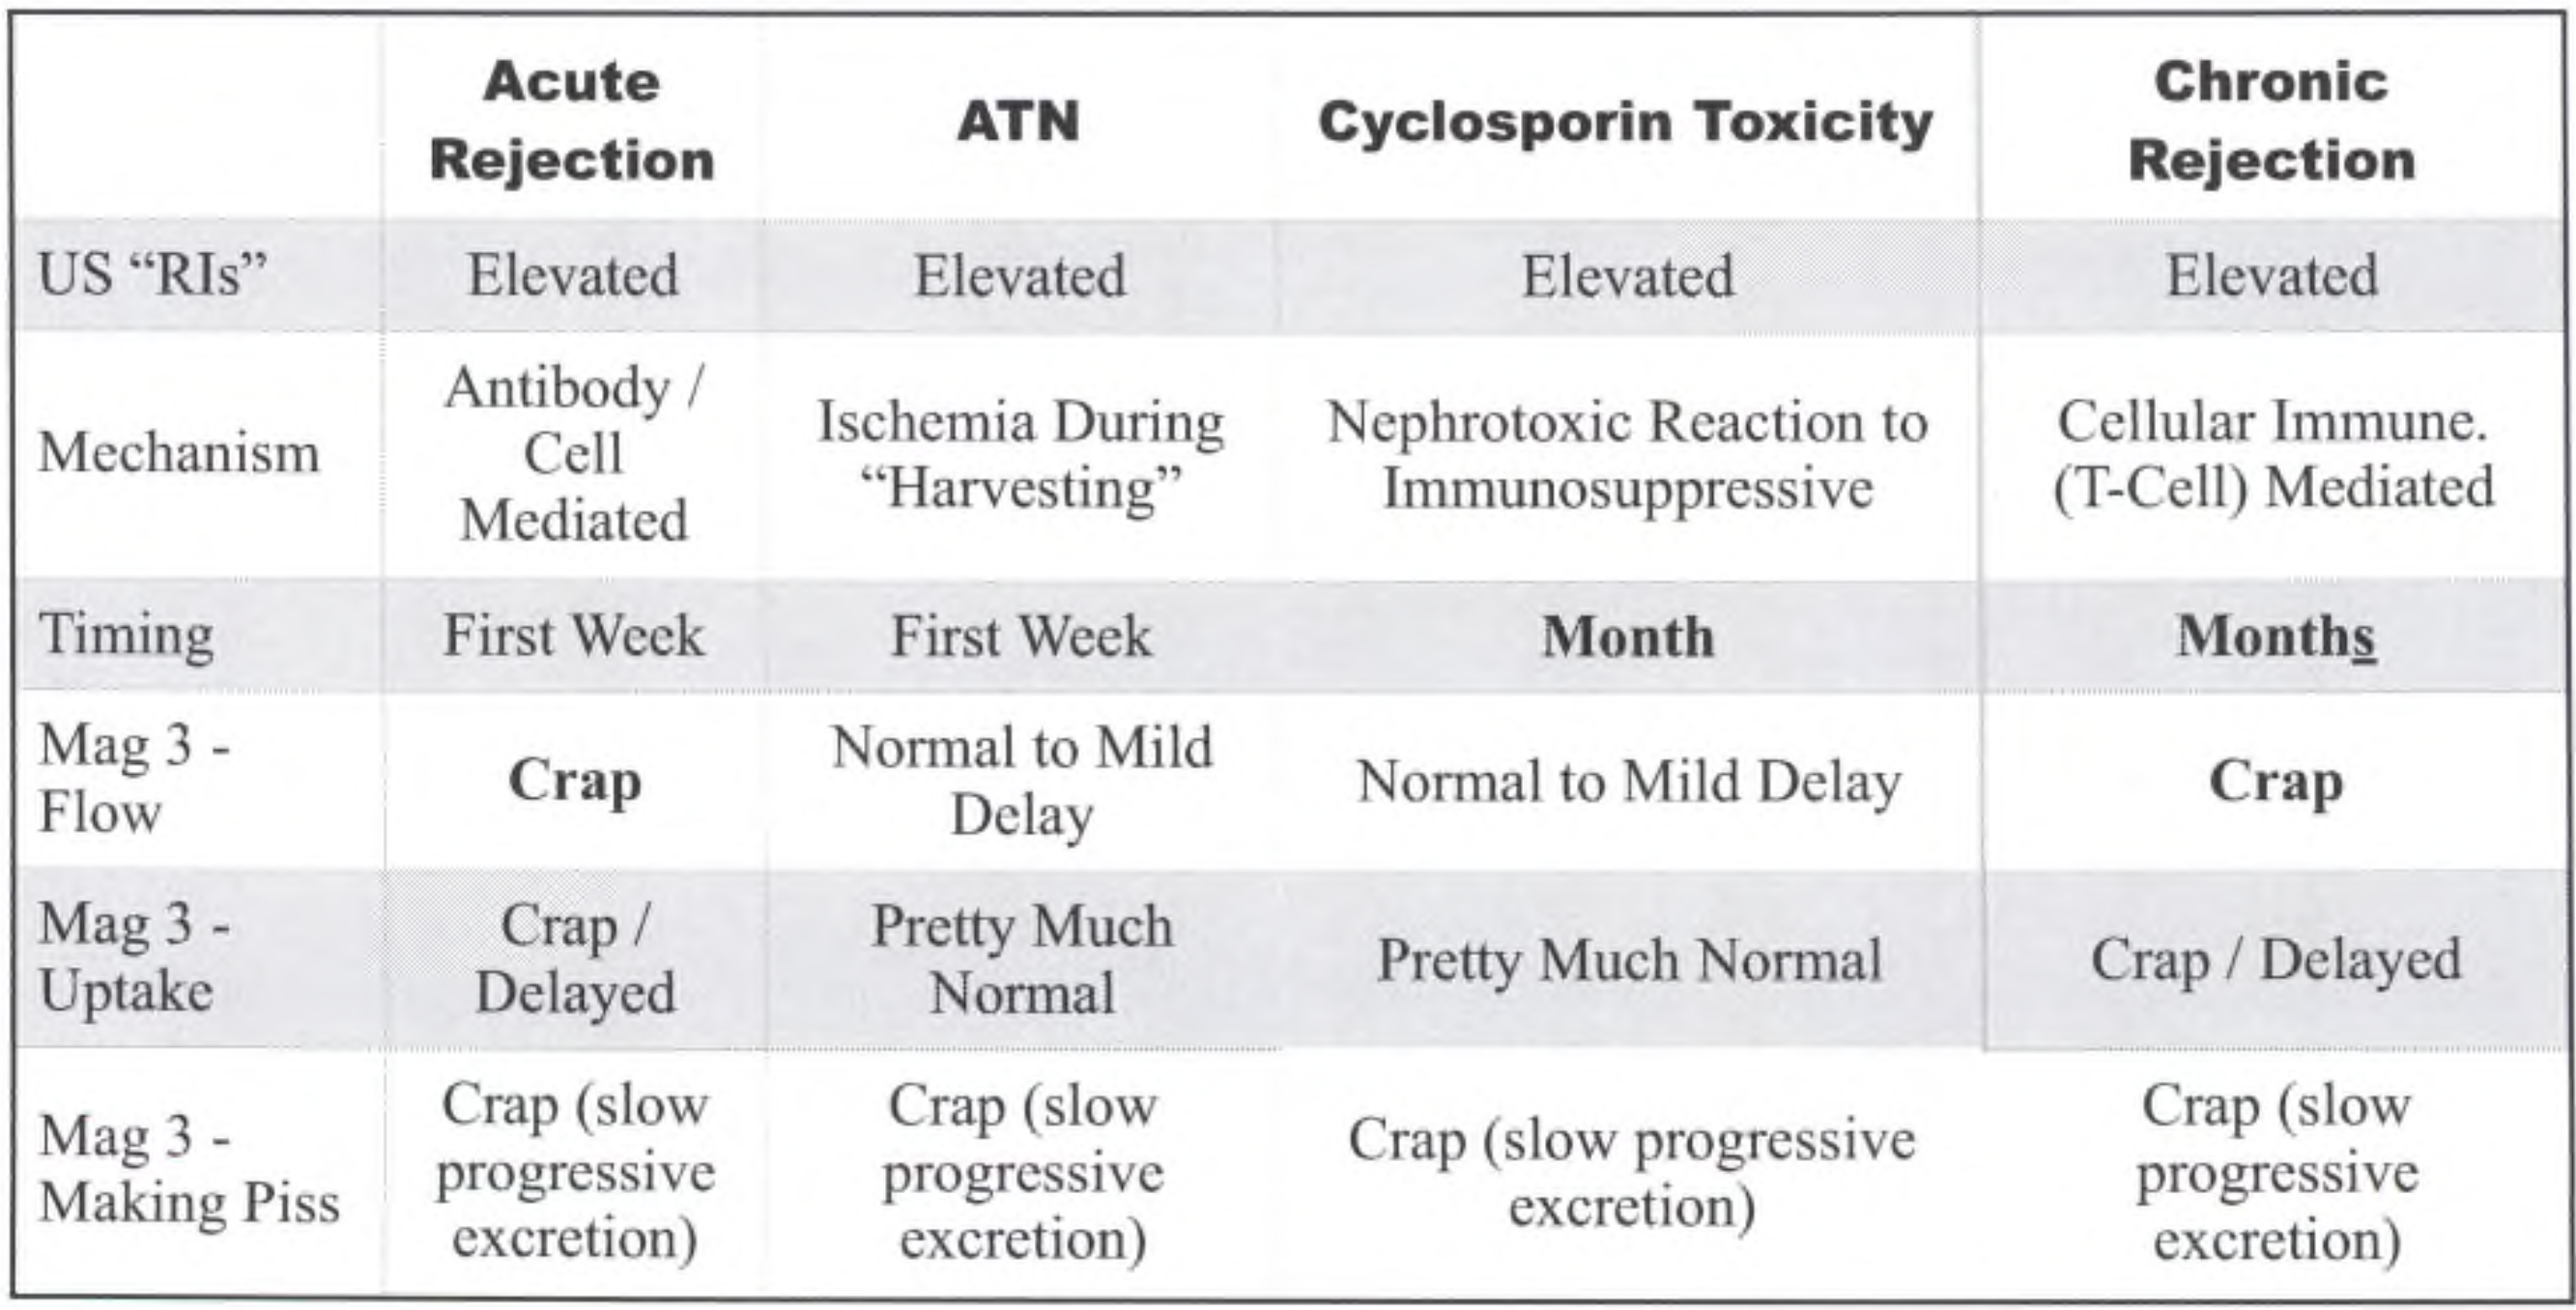 Acute Rejection | ATN | Cyclosporin Toxicity | Chronic Rejection
US “RIs” | Elevated | Elevated | Elevated | Elevated
Mechanism | Antibody / Cell Mediated | Ischemia During “Harvesting” | Nephrotoxic Reaction to Immunosuppressive | Cellular Immune. (T-Cell) Mediated
Timing | First Week | First Week | Month | Months
Mag 3 - Flow | Crap | Normal to Mild Delay | Normal to Mild Delay | Crap
Mag 3 - Uptake | Crap / Delayed | Pretty Much Normal | Pretty Much Normal | Crap / Delayed
Mag 3 - Making Piss | Crap (slow progressive excretion) | Crap (slow progressive excretion) | Crap (slow progressive excretion) | Crap (slow progressive excretion)